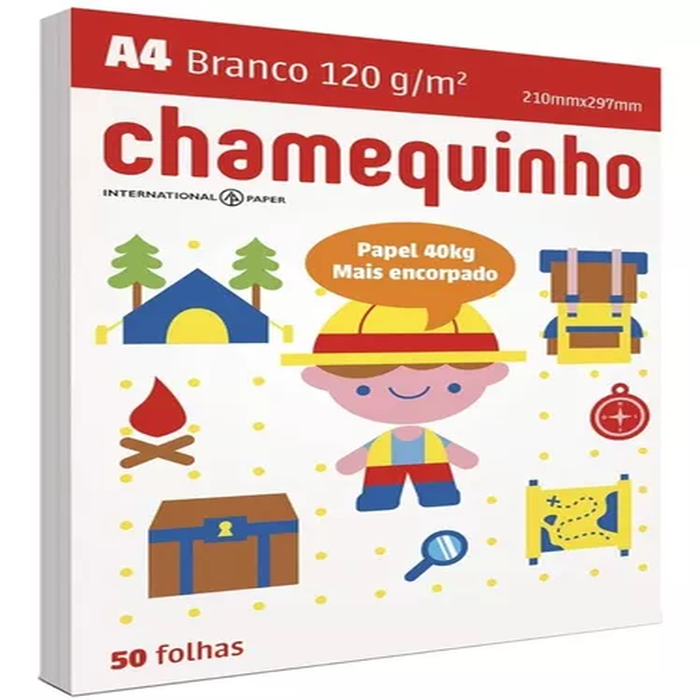 A4 Branco 120 g/m²
210mmx297mm
chamequinho
INTERNATIONAL PAPER
Papel 40kg
Mais encorpado
50 folhas